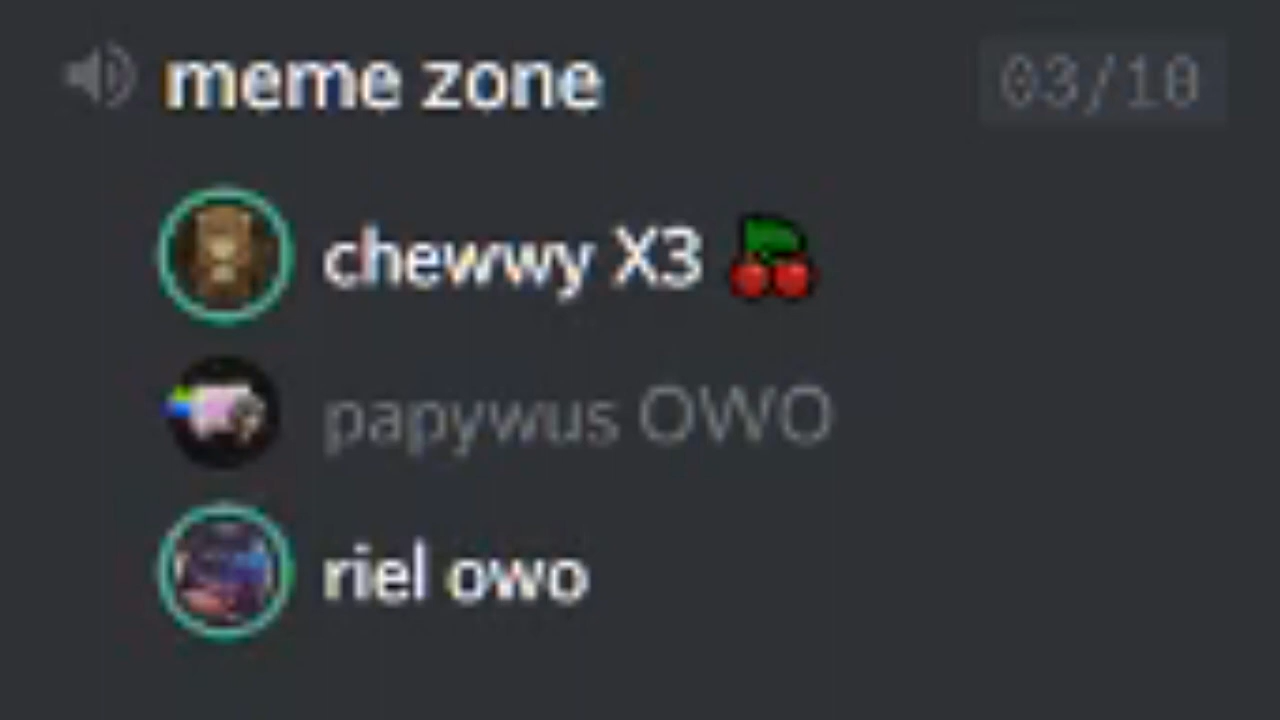 meme zone 03/10
chewwy X3 🍒
papywus OWO
riel owo